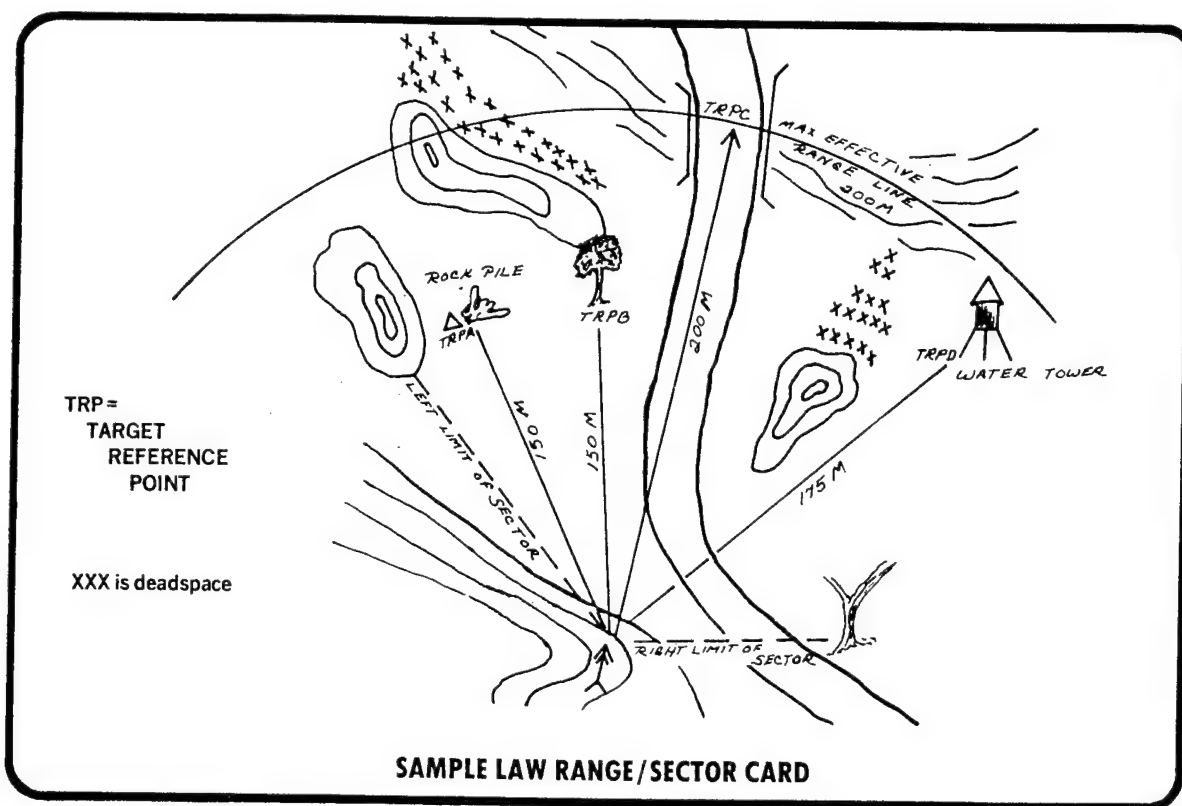 TRPC
MAX EFFECTIVE
RANGE LINE
200M
ROCK PILE
TRPA
TRPB
200 M
TRPD
WATER TOWER
TRP =
TARGET
REFERENCE
POINT
LEFT LIMIT OF SECTOR
150 M
150 M
175 M
XXX is deadspace
RIGHT LIMIT OF
SECTOR
SAMPLE LAW RANGE/SECTOR CARD